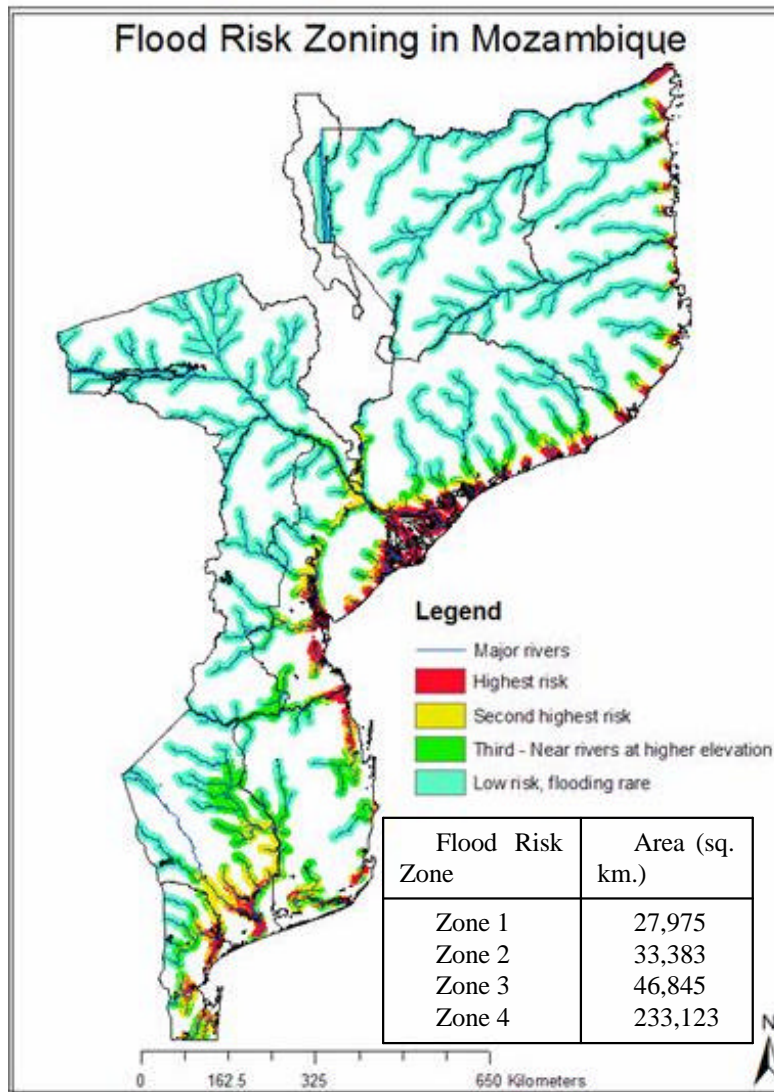 Flood Risk Zoning in Mozambique
Legend
Major rivers
Highest risk
Second highest risk
Third - Near rivers at higher elevation
Low risk, flooding rare
Flood Risk Zone
Area (sq. km.)
Zone 1 27,975
Zone 2 33,383
Zone 3 46,845
Zone 4 233,123
N
0 162.5 325 650 Kilometers